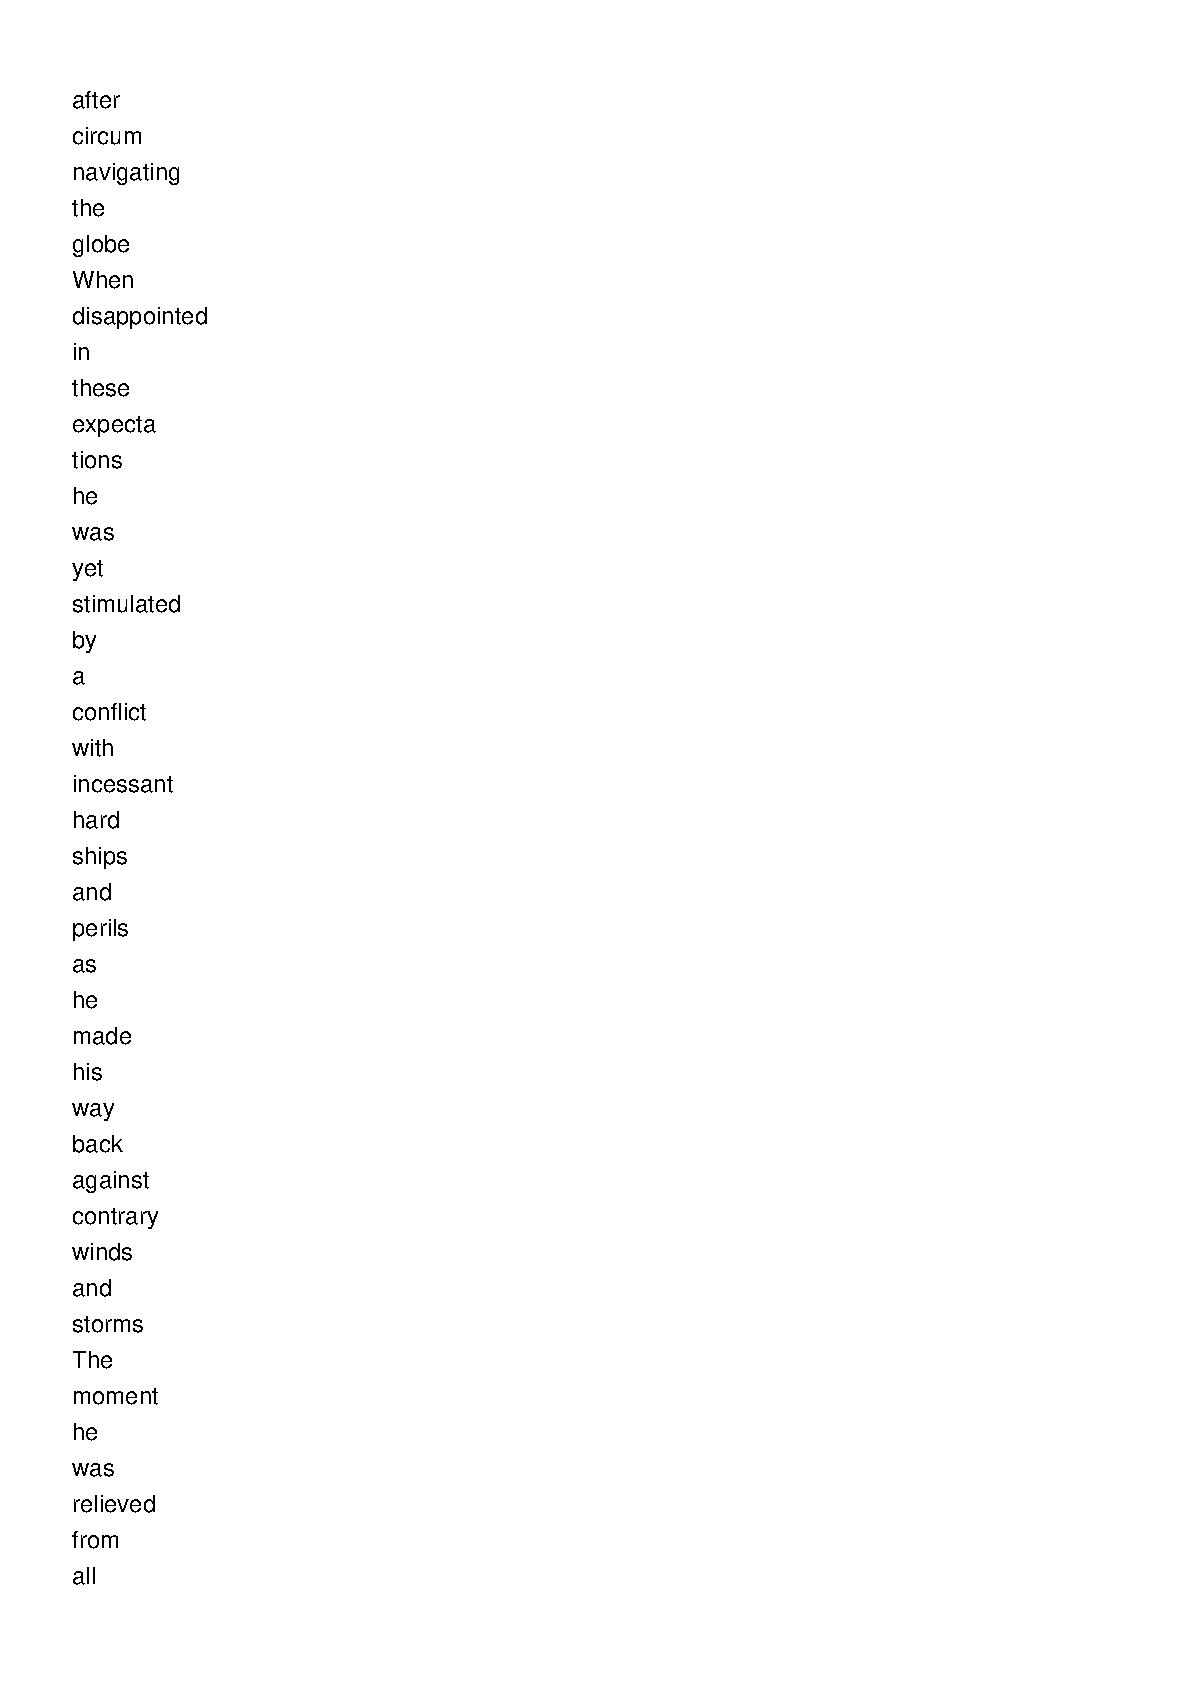 after
circum
navigating
the
globe
When
disappointed
in
these
expecta
tions
he
was
yet
stimulated
by
a
conflict
with
incessant
hard
ships
and
perils
as
he
made
his
way
back
against
contrary
winds
and
storms
The
moment
he
was
relieved
from
all